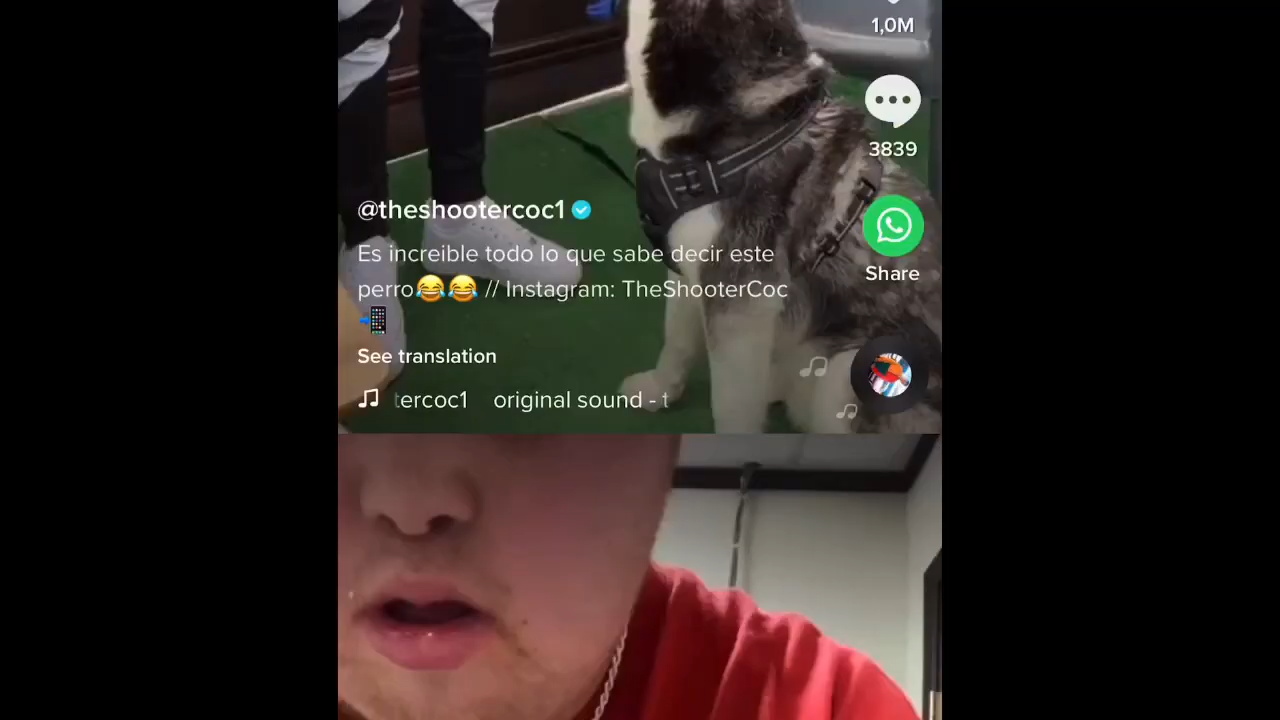 1,0M
3839
@theshootercoc1
Es increible todo lo que sabe decir este
perro😂😂 // Instagram: TheShooterCoc
📲
Share
See translation
tercoc1 original sound - t